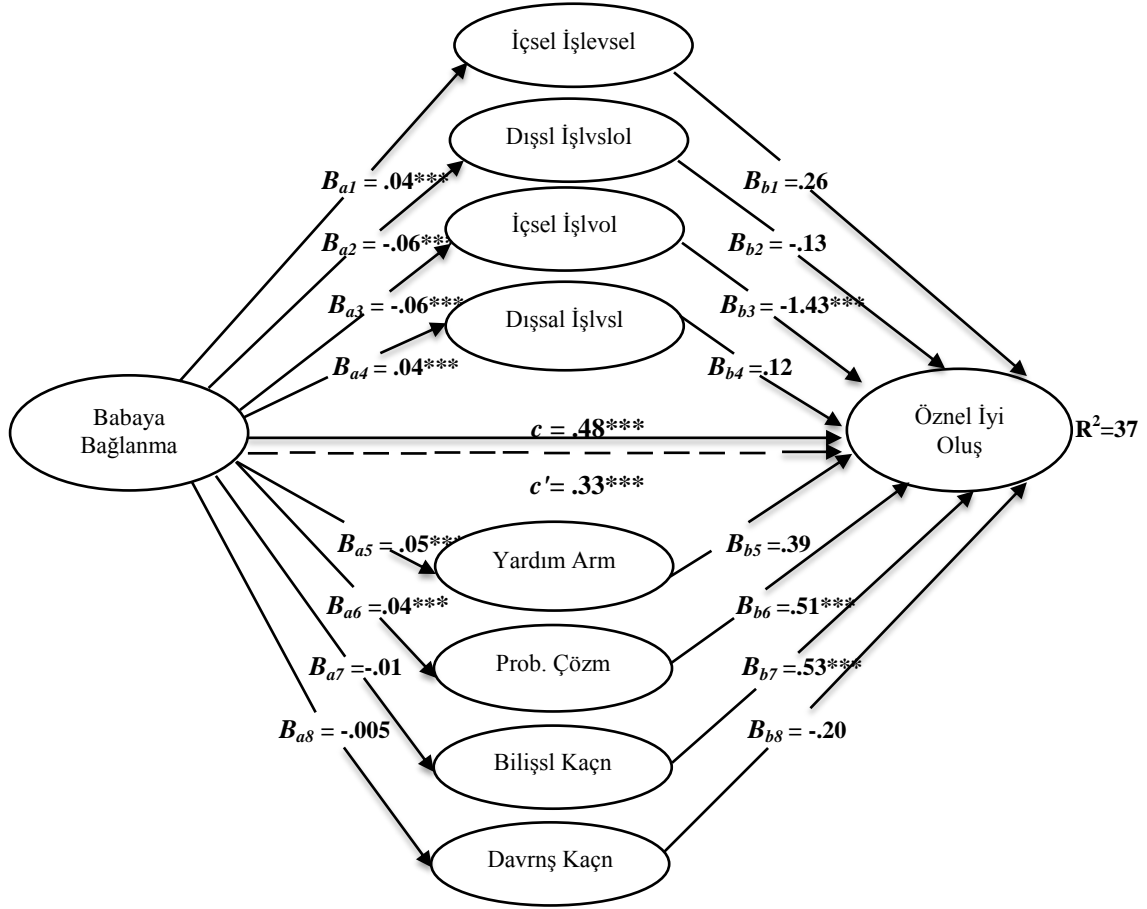 İçsel İşlevsel
Dışsl İşlvslol
B_a1 = .04***
B_b1 =.26
İçsel İşlvol
B_a2 = -.06***
B_b2 = -.13
B_a3 = -.06***
Dışsal İşlvsl
B_b3 = -1.43***
B_a4 = .04***
B_b4 = .12
Babaya
Bağlanma
c = .48***
Öznel İyi
Oluş
R²=37
c'= .33***
B_a5 = .05***
Yardım Arm
B_b5 =.39
B_a6 =.04***
B_b6 =.51***
Prob. Çözm
B_a7 =-.01
B_b7 =.53***
B_a8 = -.005
Bilişsl Kaçn
B_b8 = -.20
Davrnş Kaçn